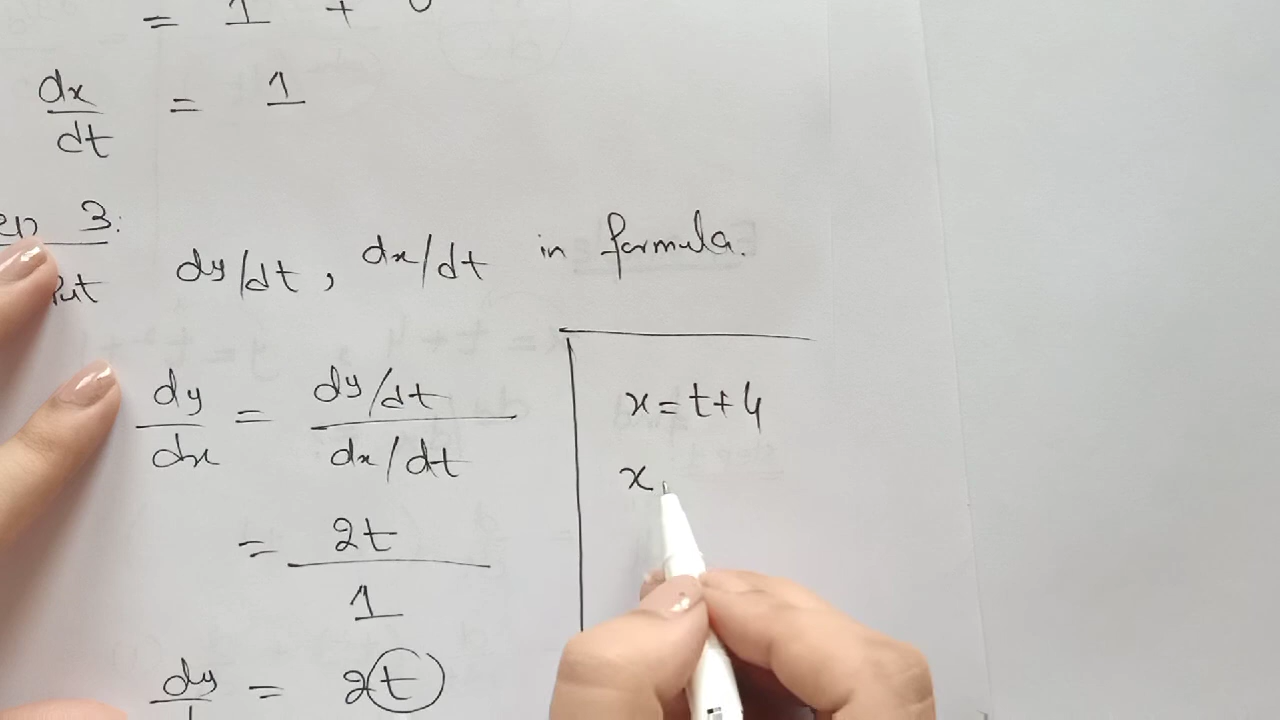 = 1 +
dx/dt = 1
3:
Put dy/dt, dx/dt in formula.
dy/dx = (dy/dt)/(dx/dt)
= 2t/1
dy = 2t
x = t+4
x